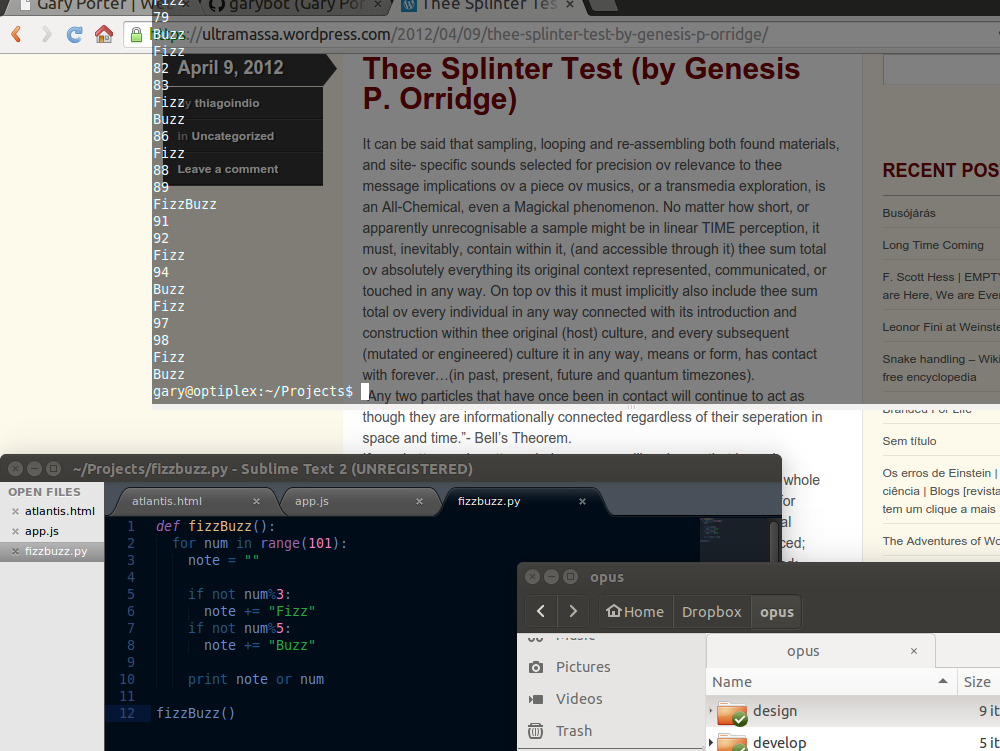 Gary Porter | W
garybot (Gary Por
Thee Splinter Tes
https://ultramassa.wordpress.com/2012/04/09/thee-splinter-test-by-genesis-p-orridge/
Fizz
79
Buzz
Fizz
82
83
Fizz
Buzz
86
Fizz
88
89
FizzBuzz
91
92
Fizz
94
Buzz
Fizz
97
98
Fizz
Buzz
gary@optiplex:~/Projects$
April 9, 2012
by thiagoindio
in Uncategorized
Leave a comment
Thee Splinter Test (by Genesis
P. Orridge)
It can be said that sampling, looping and re-assembling both found materials,
and site- specific sounds selected for precision ov relevance to thee
message implications ov a piece ov musics, or a transmedia exploration, is
an All-Chemical, even a Magickal phenomenon. No matter how short, or
apparently unrecognisable a sample might be in linear TIME perception, it
must, inevitably, contain within it, (and accessible through it) thee sum total
ov absolutely everything its original context represented, communicated, or
touched in any way. On top ov this it must implicitly also include thee sum
total ov every individual in any way connected with its introduction and
construction within thee original (host) culture, and every subsequent
(mutated or engineered) culture it in any way, means or form, has contact
with forever…(in past, present, future and quantum timezones).
“Any two particles that have once been in contact will continue to act as
though they are informationally connected regardless of their seperation in
space and time.”- Bell’s Theorem.
whole
for
al
ced;
RECENT POS
Busójárás
Long Time Coming
F. Scott Hess | EMPTY
are Here, We are Ever
Leonor Fini at Weinste
Snake handling – Wiki
free encyclopedia
Branded For Life
Sem título
Os erros de Einstein |
ciência | Blogs [revista
tem um clique a mais
The Adventures of Wo
~/Projects/fizzbuzz.py - Sublime Text 2 (UNREGISTERED)
OPEN FILES
atlantis.html
app.js
fizzbuzz.py
atlantis.html
app.js
fizzbuzz.py
1 def fizzBuzz():
2 for num in range(101):
3 note = ""
4
5 if not num%3:
6 note += "Fizz"
7 if not num%5:
8 note += "Buzz"
9
10 print note or num
11
12 fizzBuzz()
opus
Home
Dropbox
opus
Music
Pictures
Videos
Trash
opus
Name
Size
design
9 it
develop
5 it